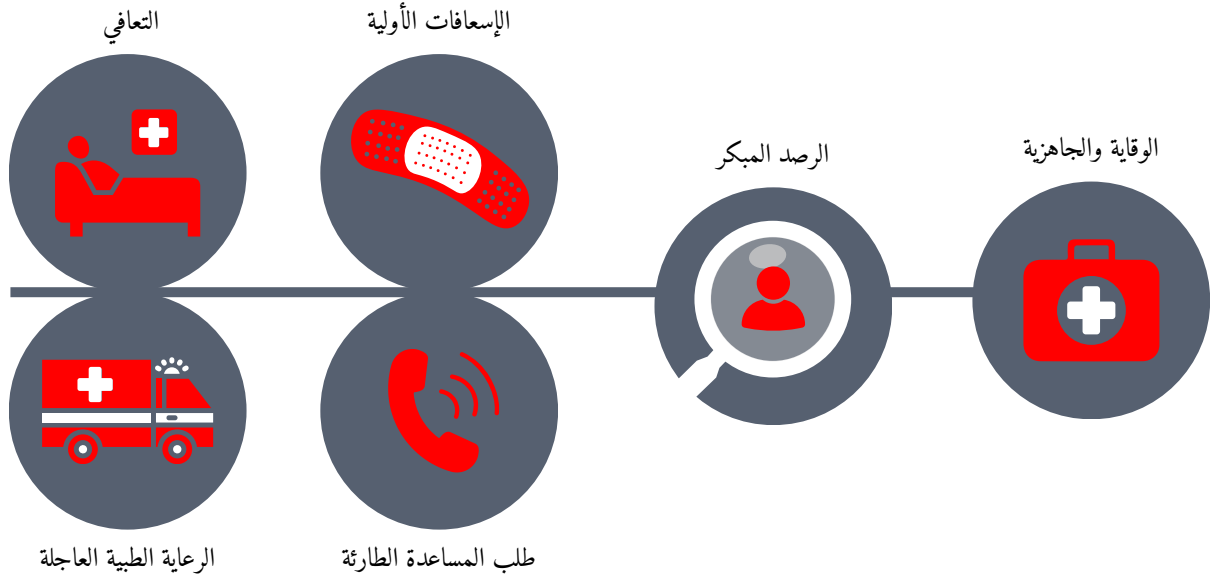 الوقاية والجاهزية
الرصد المبكر
الإسعافات الأولية
طلب المساعدة الطارئة
التعافي
الرعاية الطبية العاجلة